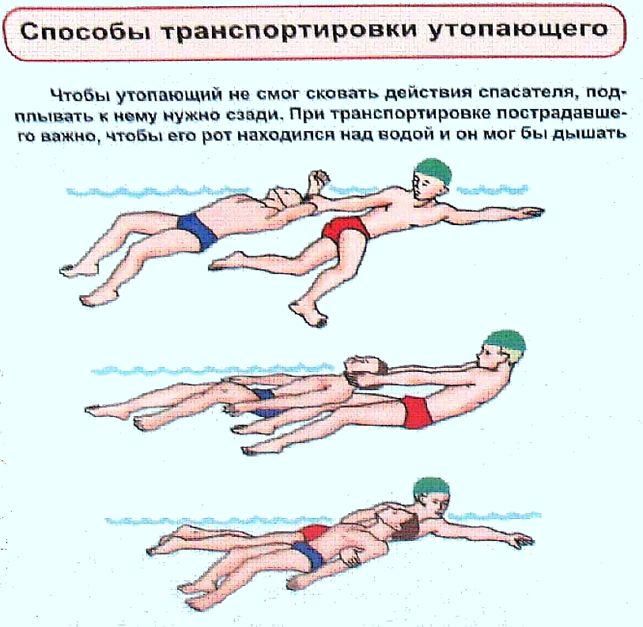 Способы транспортировки утопающего
Чтобы утопающий не смог сковать действия спасателя, под-
плывать к нему нужно сзади. При транспортировке пострадавше-
го важно, чтобы его рот находился над водой и он мог бы дышать